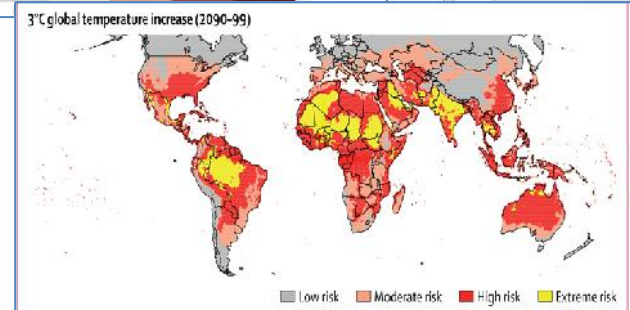 3°C global temperature increase (2090-99)
Low risk Moderate risk High risk Extreme risk